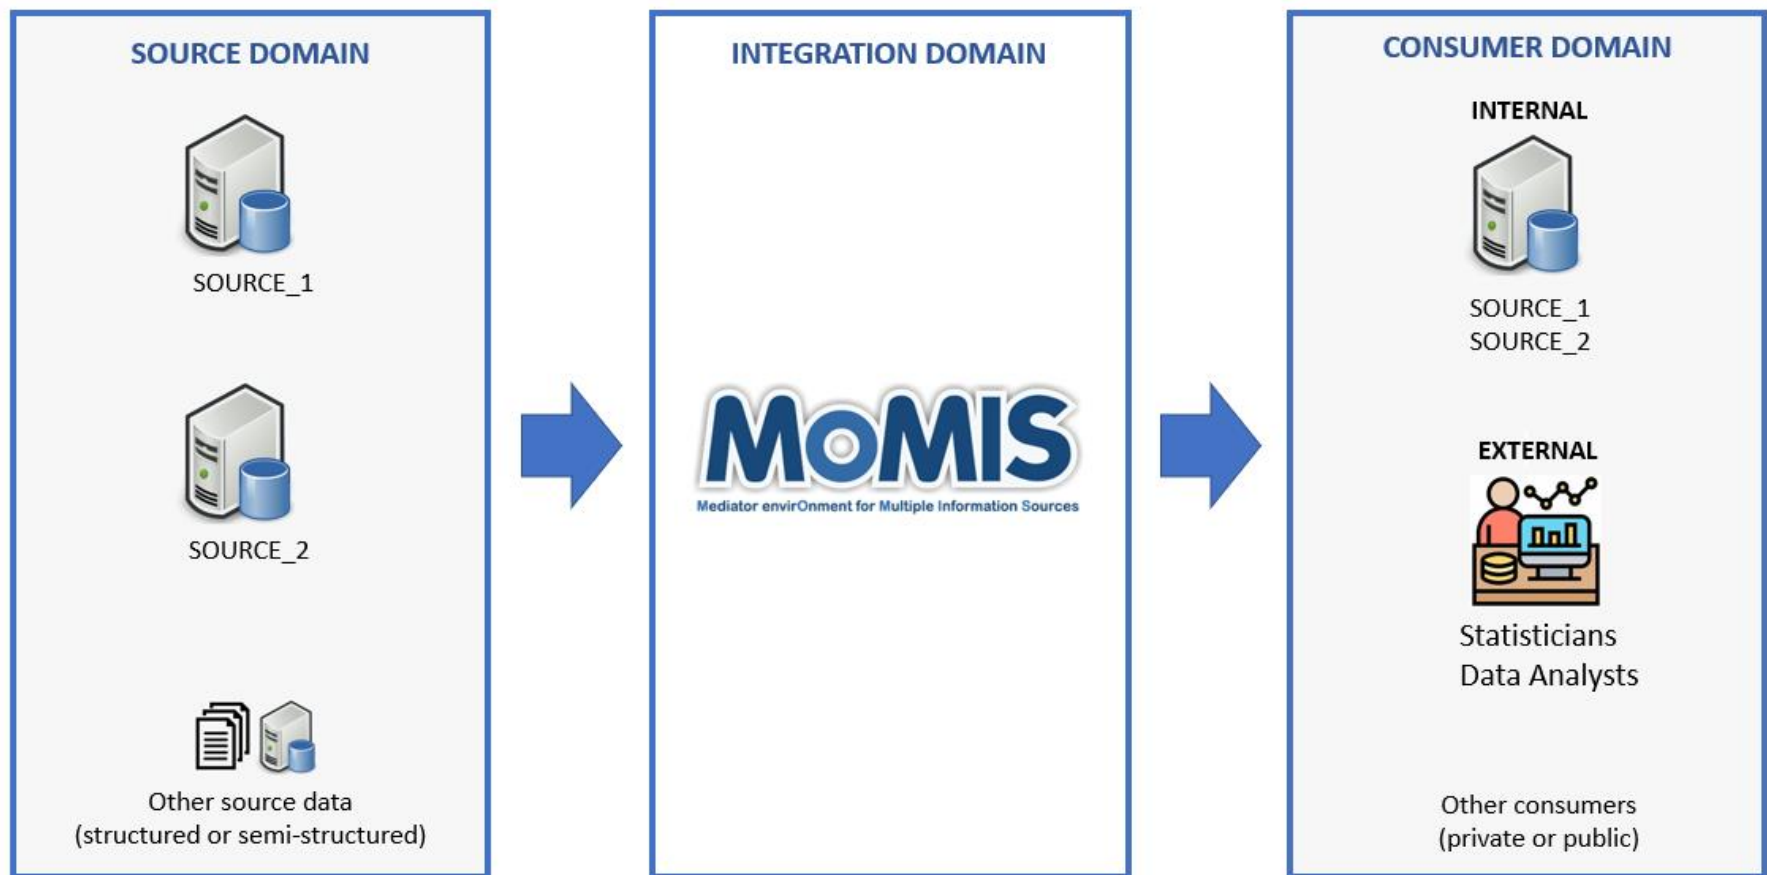 SOURCE DOMAIN
SOURCE_1
SOURCE_2
Other source data
(structured or semi-structured)
INTEGRATION DOMAIN
MoMIS
Mediator envirOnment for Multiple Information Sources
CONSUMER DOMAIN
INTERNAL
SOURCE_1
SOURCE_2
EXTERNAL
Statisticians
Data Analysts
Other consumers
(private or public)